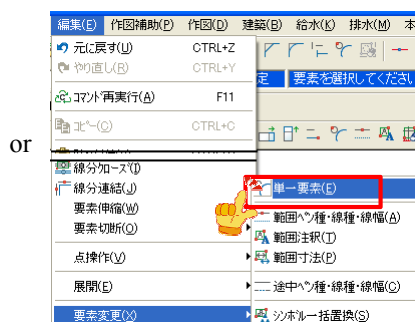 編集(E) 作図補助(P) 作図(D) 建築(B) 給水(K) 排水(M) 本
元に戻す(U) CTRL+Z
やり直し(R) CTRL+Y
定 要素を選択してください
コマンド再実行(A) F11
コピー(C) CTRL+C
or
線分クローズ(I)
線分連結(J) 単一要素(E)
要素伸縮(W) 範囲ペン種・線種・線幅(A)
要素切断(O) 範囲注釈(T)
点操作(V) 範囲寸法(P)
展開(E) 途中ペン種・線種・線幅(C)
要素変更(X) シンボル一括置換(S)